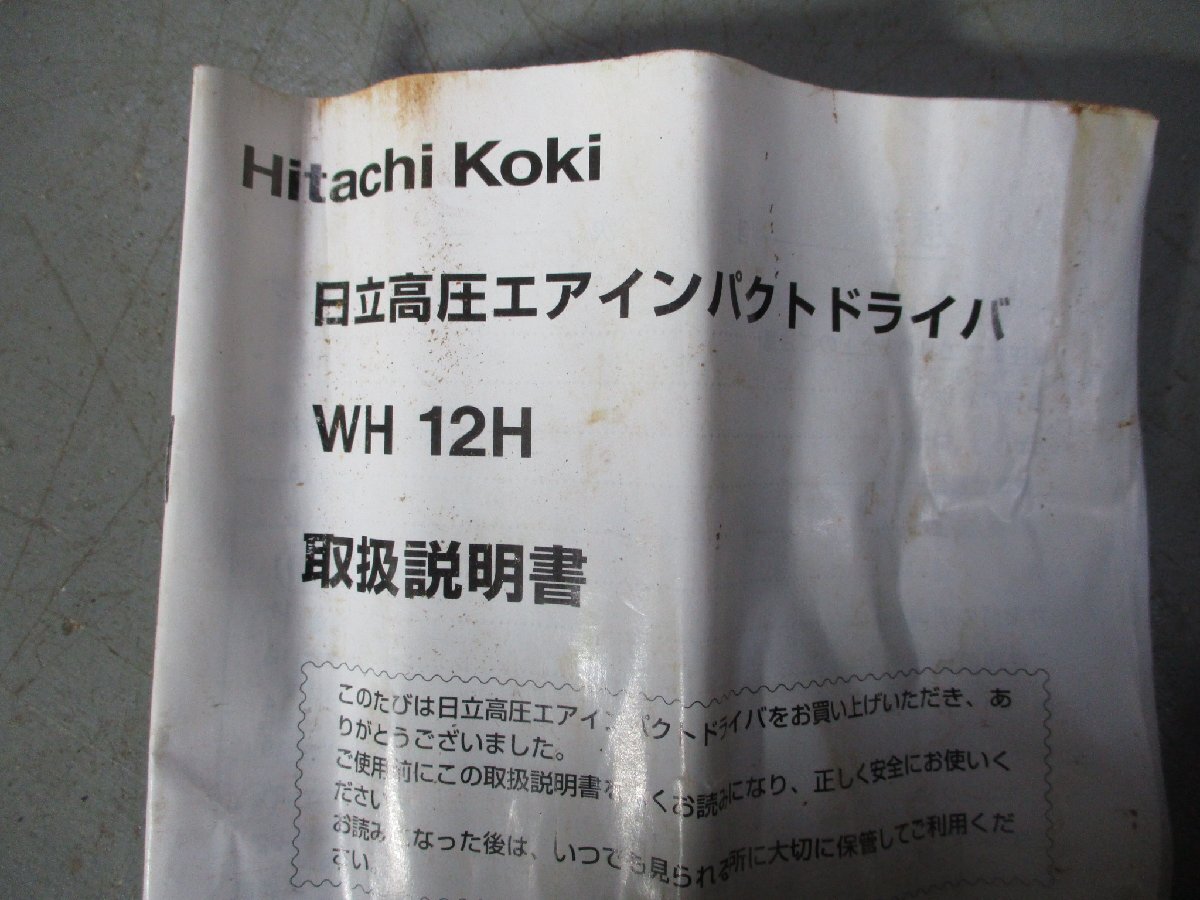 Hitachi Koki
日立高圧エアインパクトドライバ
WH 12H
取扱説明書
このたびは日立高圧エアインパクトドライバをお買い上げいただき、あ
りがとうございました。
ご使用前にこの取扱説明書をよくお読みになり、正しく安全にお使いく
ださい
お読みになった後は、いつでも見られる所に大切に保管してご利用くだ
さい。